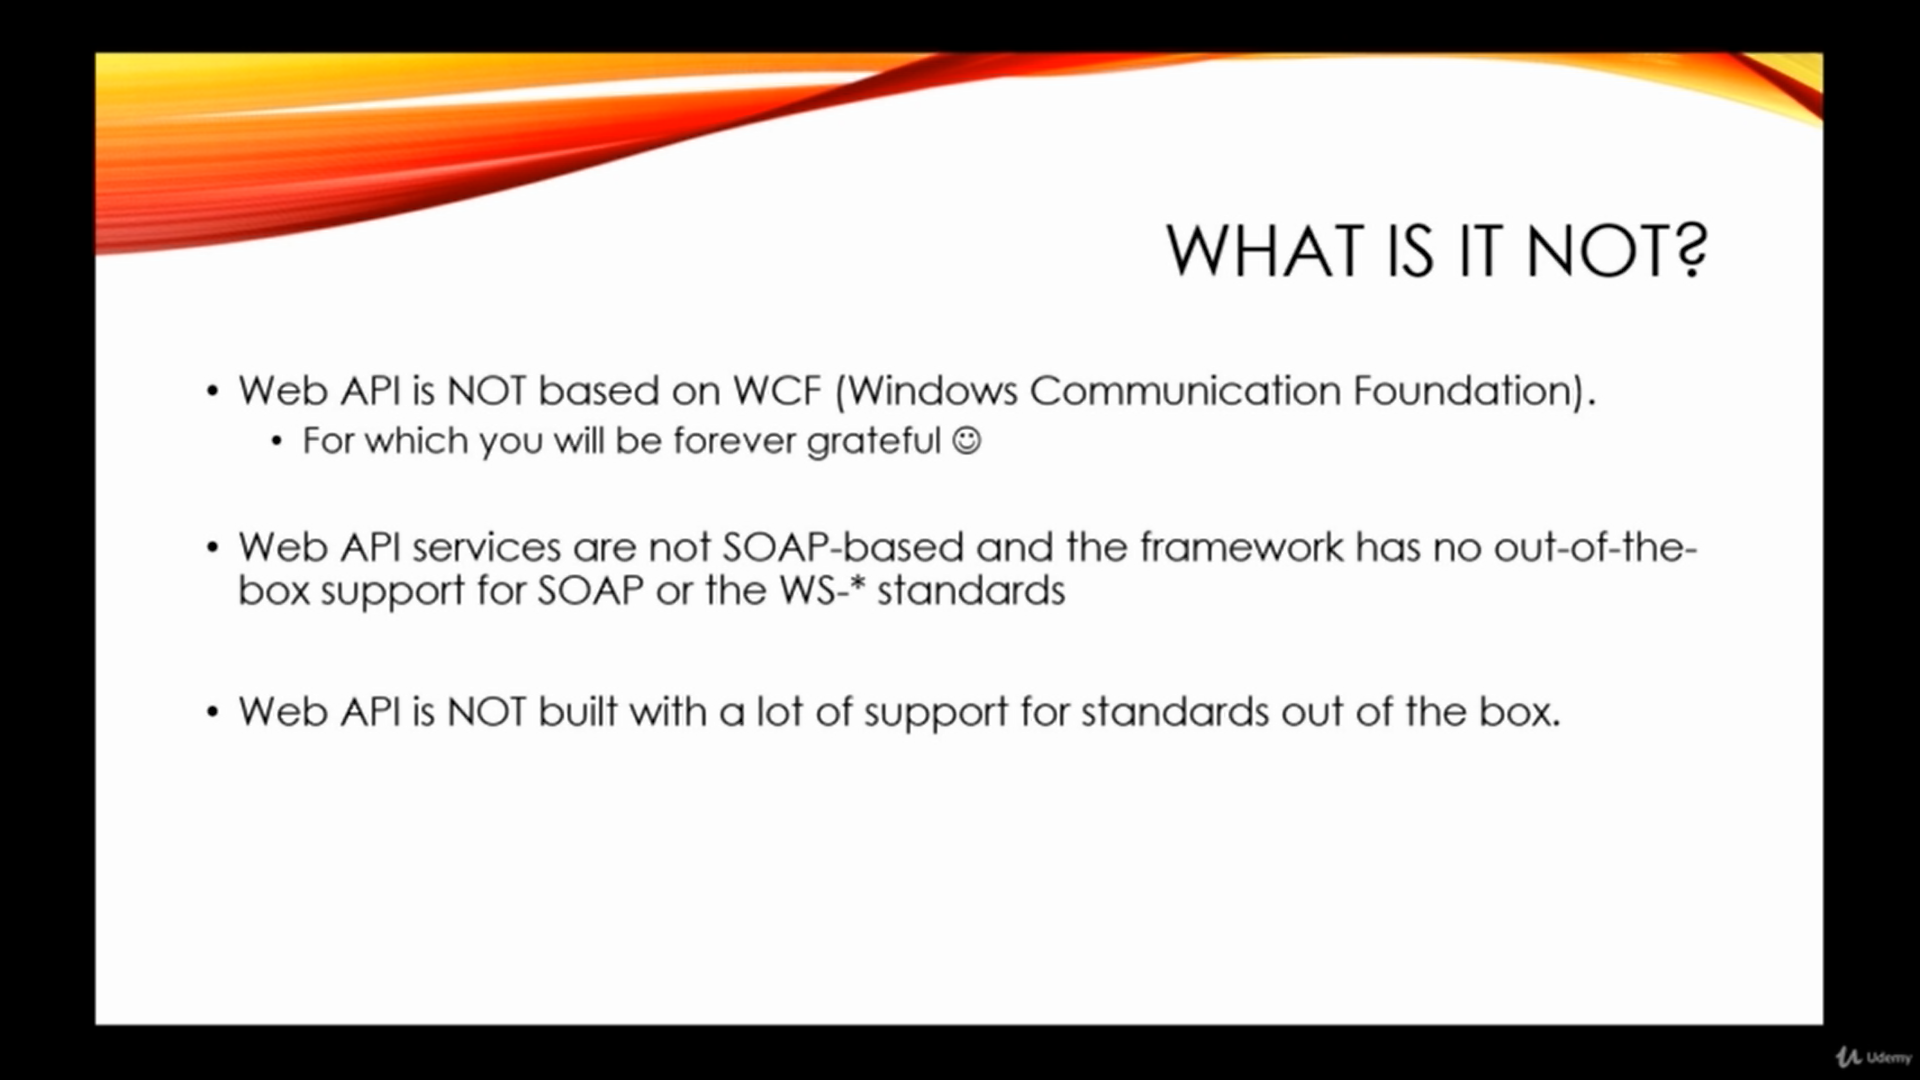 WHAT IS IT NOT?
• Web API is NOT based on WCF (Windows Communication Foundation).
• For which you will be forever grateful ☺
• Web API services are not SOAP-based and the framework has no out-of-the-
box support for SOAP or the WS-* standards
• Web API is NOT built with a lot of support for standards out of the box.
Udemy